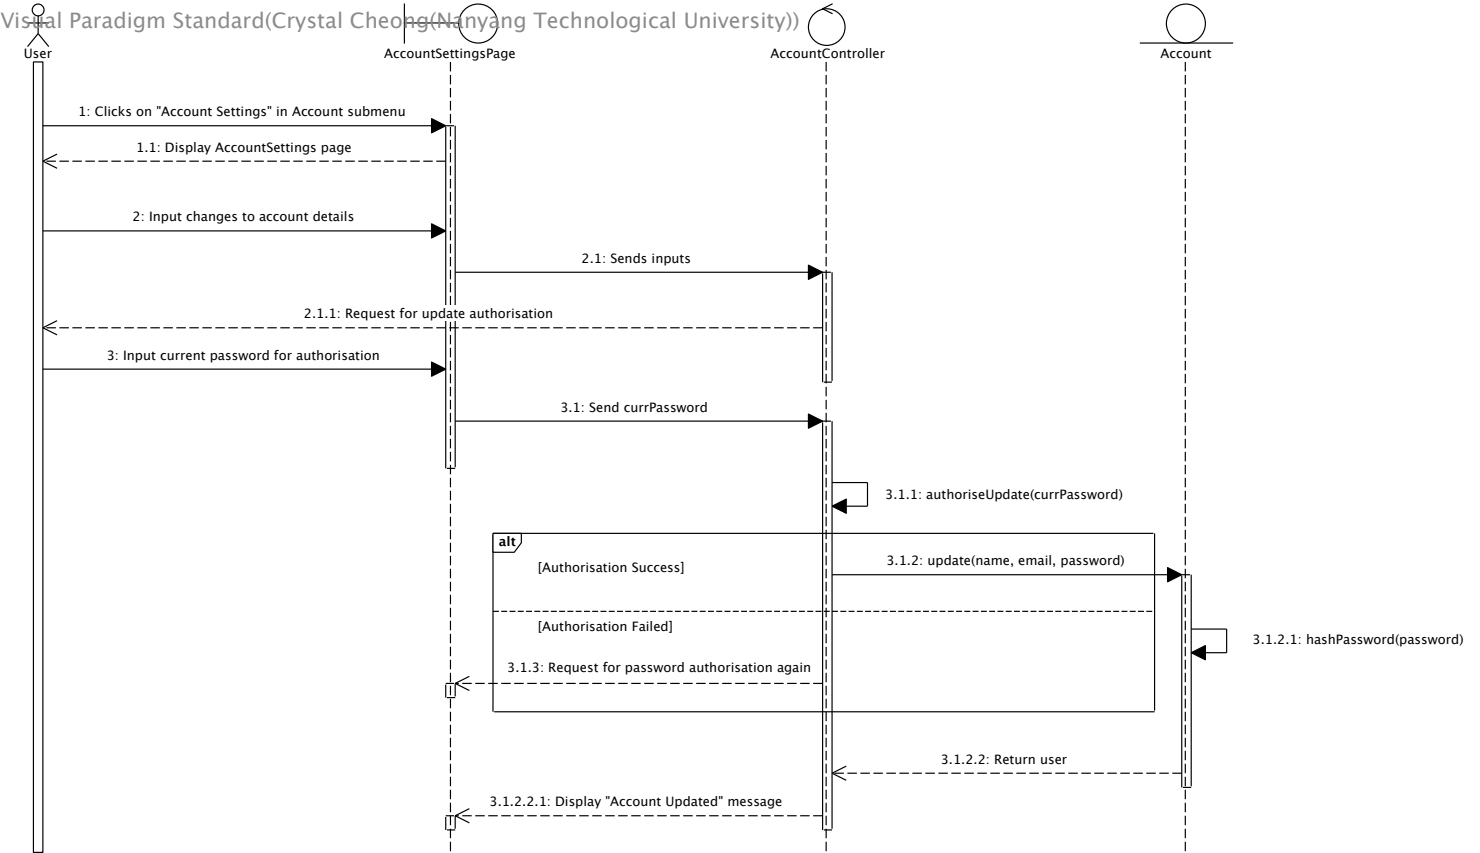 Visual Paradigm Standard(Crystal Cheong(Nanyang Technological University))
User
AccountSettingsPage
AccountController
Account
1: Clicks on "Account Settings" in Account submenu
1.1: Display AccountSettings page
2: Input changes to account details
2.1: Sends inputs
2.1.1: Request for update authorisation
3: Input current password for authorisation
3.1: Send currPassword
3.1.1: authoriseUpdate(currPassword)
alt
3.1.2: update(name, email, password)
[Authorisation Success]
[Authorisation Failed]
3.1.2.1: hashPassword(password)
3.1.3: Request for password authorisation again
3.1.2.2: Return user
3.1.2.2.1: Display "Account Updated" message